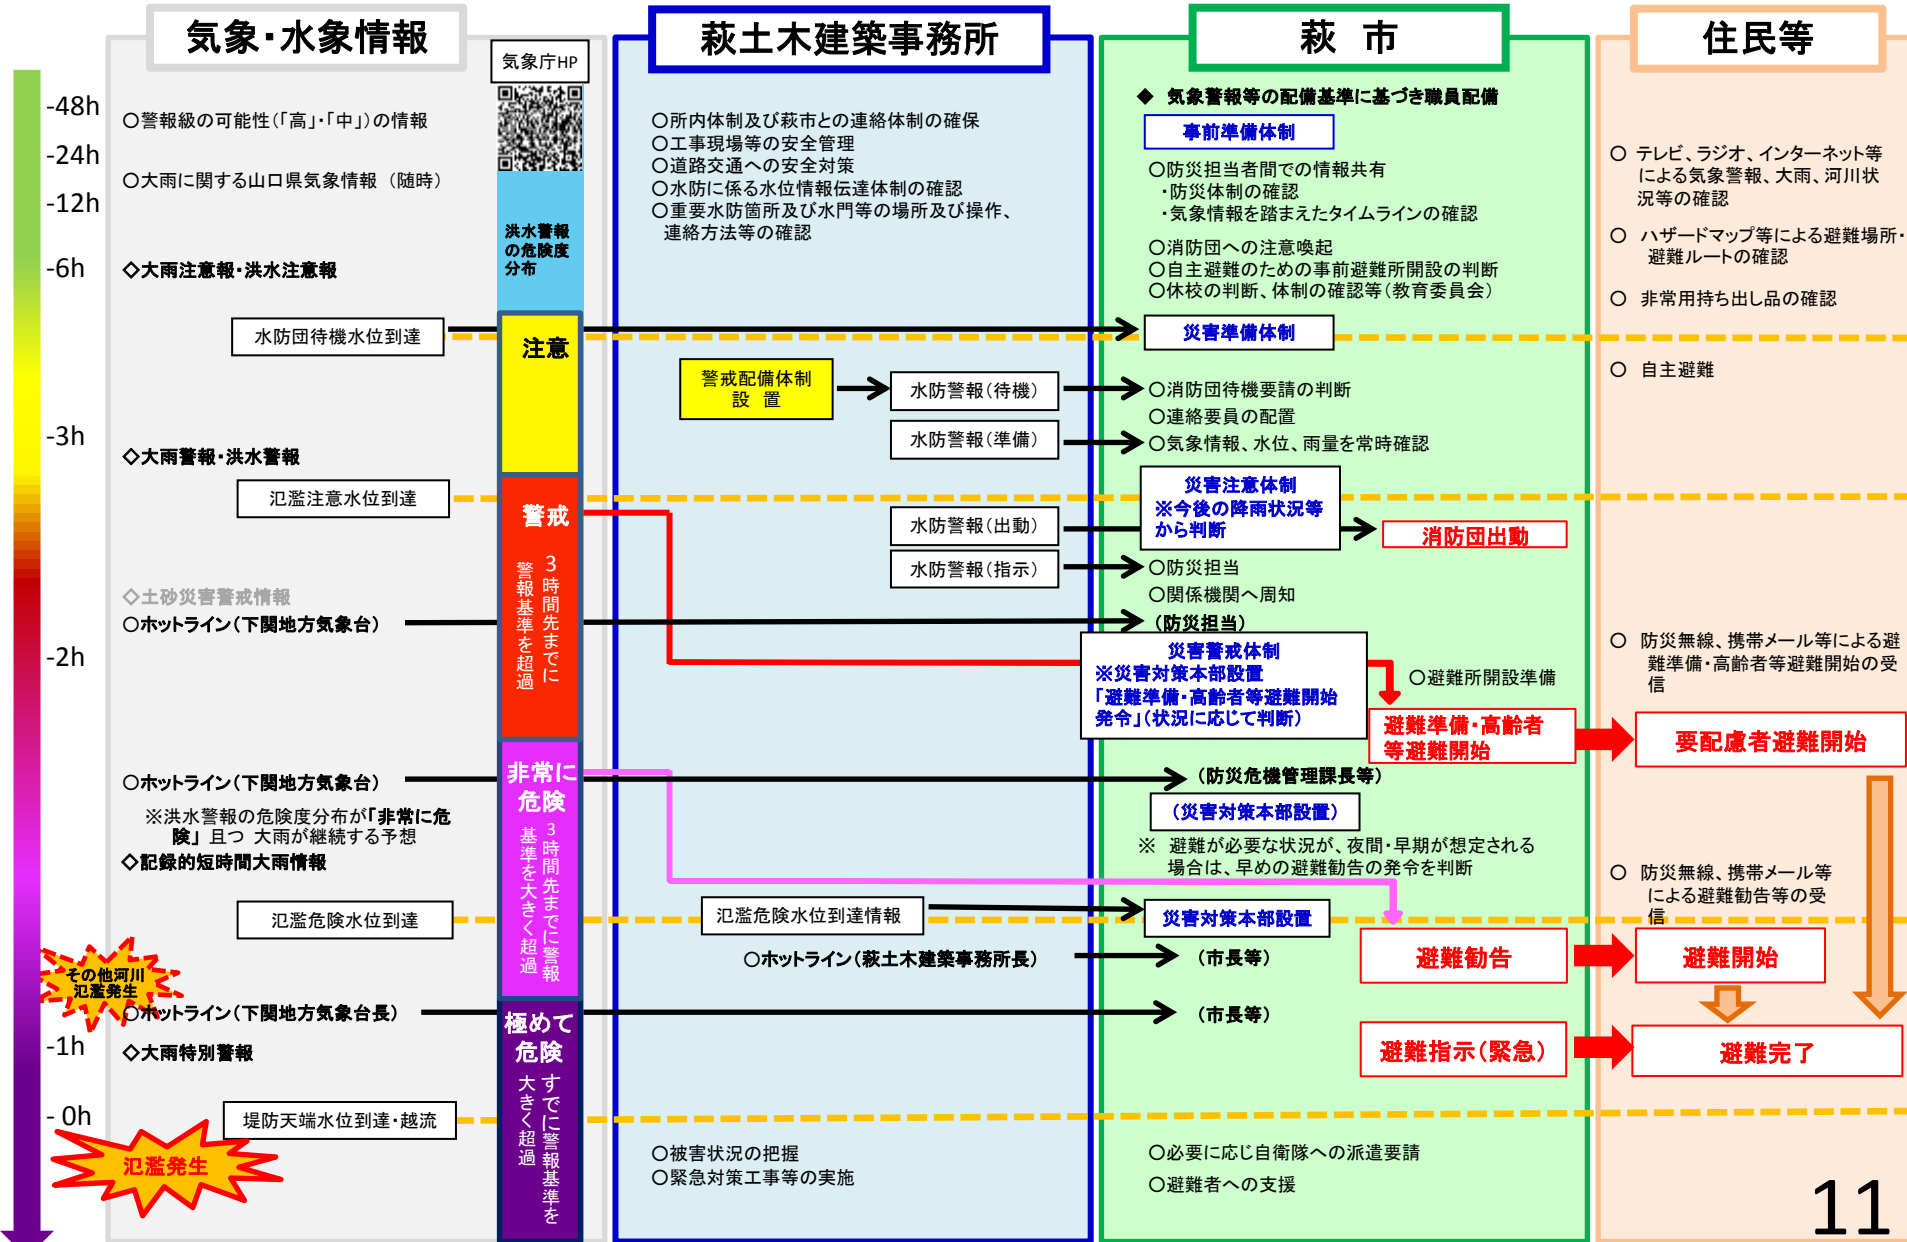 気象・水象情報
気象庁HP
-48h
-24h
-12h
-6h
-3h
-2h
-1h
- 0h
○警報級の可能性(「高」・「中」)の情報
○大雨に関する山口県気象情報 (随時)
◇大雨注意報・洪水注意報
水防団待機水位到達
◇大雨警報・洪水警報
氾濫注意水位到達
◇土砂災害警戒情報
○ホットライン(下関地方気象台)
○ホットライン(下関地方気象台)
※洪水警報の危険度分布が「非常に危
険」 且つ 大雨が継続する予想
◇記録的短時間大雨情報
氾濫危険水位到達
その他河川
氾濫発生
○ホットライン(下関地方気象台長)
◇大雨特別警報
堤防天端水位到達・越流
氾濫発生
洪水警報
の危険度
分布
注意
警戒
3時間先までに
警報基準を超過
非常に
危険
3時間先までに警報
基準を大きく超過
極めて
危険
すでに警報基準を
大きく超過
萩土木建築事務所
○所内体制及び萩市との連絡体制の確保
○工事現場等の安全管理
○道路交通への安全対策
○水防に係る水位情報伝達体制の確認
○重要水防箇所及び水門等の場所及び操作、
連絡方法等の確認
警戒配備体制
設 置
水防警報(待機)
水防警報(準備)
水防警報(出動)
水防警報(指示)
氾濫危険水位到達情報
○ホットライン(萩土木建築事務所長)
○被害状況の把握
○緊急対策工事等の実施
萩 市
◆ 気象警報等の配備基準に基づき職員配備
事前準備体制
○防災担当者間での情報共有
・防災体制の確認
・気象情報を踏まえたタイムラインの確認
○消防団への注意喚起
○自主避難のための事前避難所開設の判断
○休校の判断、体制の確認等(教育委員会)
災害準備体制
○消防団待機要請の判断
○連絡要員の配置
○気象情報、水位、雨量を常時確認
災害注意体制
※今後の降雨状況等
から判断
消防団出動
○防災担当
○関係機関へ周知
(防災担当)
災害警戒体制
※災害対策本部設置
「避難準備・高齢者等避難開始
発令」(状況に応じて判断)
○避難所開設準備
避難準備・高齢者
等避難開始
(防災危機管理課長等)
(災害対策本部設置)
※ 避難が必要な状況が、夜間・早期が想定される
場合は、早めの避難勧告の発令を判断
災害対策本部設置
(市長等)
避難勧告
(市長等)
避難指示(緊急)
○必要に応じ自衛隊への派遣要請
○避難者への支援
住民等
○ テレビ、ラジオ、インターネット等
による気象警報、大雨、河川状
況等の確認
○ ハザードマップ等による避難場所・
避難ルートの確認
○ 非常用持ち出し品の確認
○ 自主避難
○ 防災無線、携帯メール等による避
難準備・高齢者等避難開始の受
信
要配慮者避難開始
○ 防災無線、携帯メール等
による避難勧告等の受
信
避難開始
避難完了
11